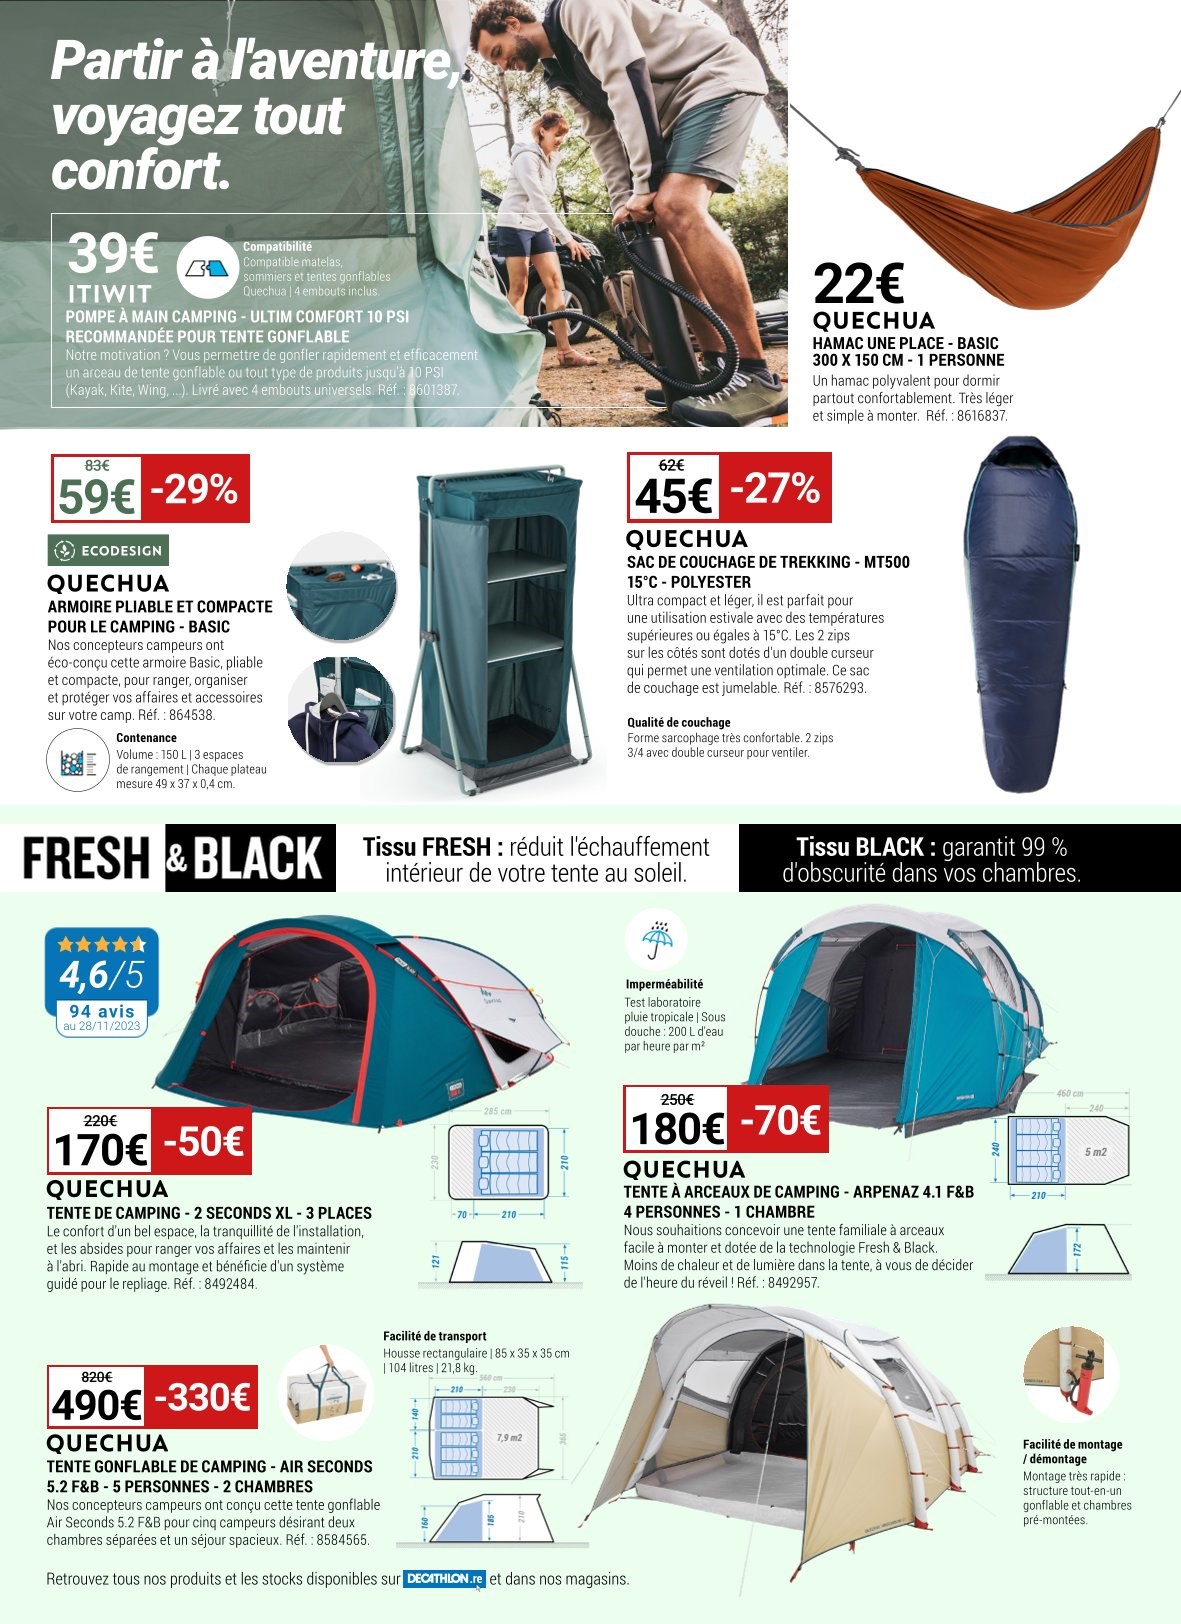 Partir à l'aventure,
voyagez tout
confort.
39€
ITIWIT
Compatibilité
Compatible matelas,
sommiers et tentes gonflables
Quechua | 4 embouts inclus.
POMPE À MAIN CAMPING - ULTIM COMFORT 10 PSI
RECOMMANDÉE POUR TENTE GONFLABLE
Notre motivation ? Vous permettre de gonfler rapidement et efficacement
un arceau de tente gonflable ou tout type de produits jusqu'à 10 PSI
(Kayak, Kite, Wing, ...). Livré avec 4 embouts universels. Réf. : 8601387.
22€
QUECHUA
HAMAC UNE PLACE - BASIC
300 X 150 CM - 1 PERSONNE
Un hamac polyvalent pour dormir
partout confortablement. Très léger
et simple à monter. Réf. : 8616837.
83€
59€
-29%
ECODESIGN
QUECHUA
ARMOIRE PLIABLE ET COMPACTE
POUR LE CAMPING - BASIC
Nos concepteurs campeurs ont
éco-conçu cette armoire Basic, pliable
et compacte, pour ranger, organiser
et protéger vos affaires et accessoires
sur votre camp. Réf. : 864538.
Contenance
Volume : 150 L | 3 espaces
de rangement | Chaque plateau
mesure 49 x 37 x 0,4 cm.
62€
45€
-27%
QUECHUA
SAC DE COUCHAGE DE TREKKING - MT500
15°C - POLYESTER
Ultra compact et léger, il est parfait pour
une utilisation estivale avec des températures
supérieures ou égales à 15°C. Les 2 zips
sur les côtés sont dotés d'un double curseur
qui permet une ventilation optimale. Ce sac
de couchage est jumelable. Réf. : 8576293.
Qualité de couchage
Forme sarcophage très confortable. 2 zips
3/4 avec double curseur pour ventiler.
FRESH & BLACK
Tissu FRESH : réduit l'échauffement
intérieur de votre tente au soleil.
Tissu BLACK : garantit 99 %
d'obscurité dans vos chambres.
4,6/5
94 avis
au 28/11/2023
220€
170€
-50€
QUECHUA
TENTE DE CAMPING - 2 SECONDS XL - 3 PLACES
Le confort d'un bel espace, la tranquillité de l'installation,
et les absides pour ranger vos affaires et les maintenir
à l'abri. Rapide au montage et bénéficie d'un système
guidé pour le repliage. Réf. : 8492484.
285 cm
230
210
70
210
121
115
Imperméabilité
Test laboratoire
pluie tropicale | Sous
douche : 200 L d'eau
par heure par m²
250€
180€
-70€
QUECHUA
TENTE À ARCEAUX DE CAMPING - ARPENAZ 4.1 F&B
4 PERSONNES - 1 CHAMBRE
Nous souhaitions concevoir une tente familiale à arceaux
facile à monter et dotée de la technologie Fresh & Black.
Moins de chaleur et de lumière dans la tente, à vous de décider
de l'heure du réveil ! Réf. : 8492957.
460 cm
240
240
5 m2
210
172
820€
490€
-330€
QUECHUA
TENTE GONFLABLE DE CAMPING - AIR SECONDS
5.2 F&B - 5 PERSONNES - 2 CHAMBRES
Nos concepteurs campeurs ont conçu cette tente gonflable
Air Seconds 5.2 F&B pour cinq campeurs désirant deux
chambres séparées et un séjour spacieux. Réf. : 8584565.
Facilité de transport
Housse rectangulaire | 85 x 35 x 35 cm
| 104 litres | 21,8 kg.
560 cm
210
230
140
210
7,9 m2
160
185
210
Facilité de montage
/ démontage
Montage très rapide :
structure tout-en-un
gonflable et chambres
pré-montées.
Retrouvez tous nos produits et les stocks disponibles sur DECATHLON.re et dans nos magasins.